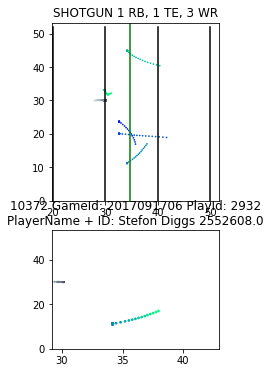 SHOTGUN 1 RB, 1 TE, 3 WR
50
40
30
20
10
0
20 30 40 50
10372 GameId: 2017091706 PlayId: 2932
PlayerName + ID: Stefon Diggs 2552608.0
40
20
0
30 35 40